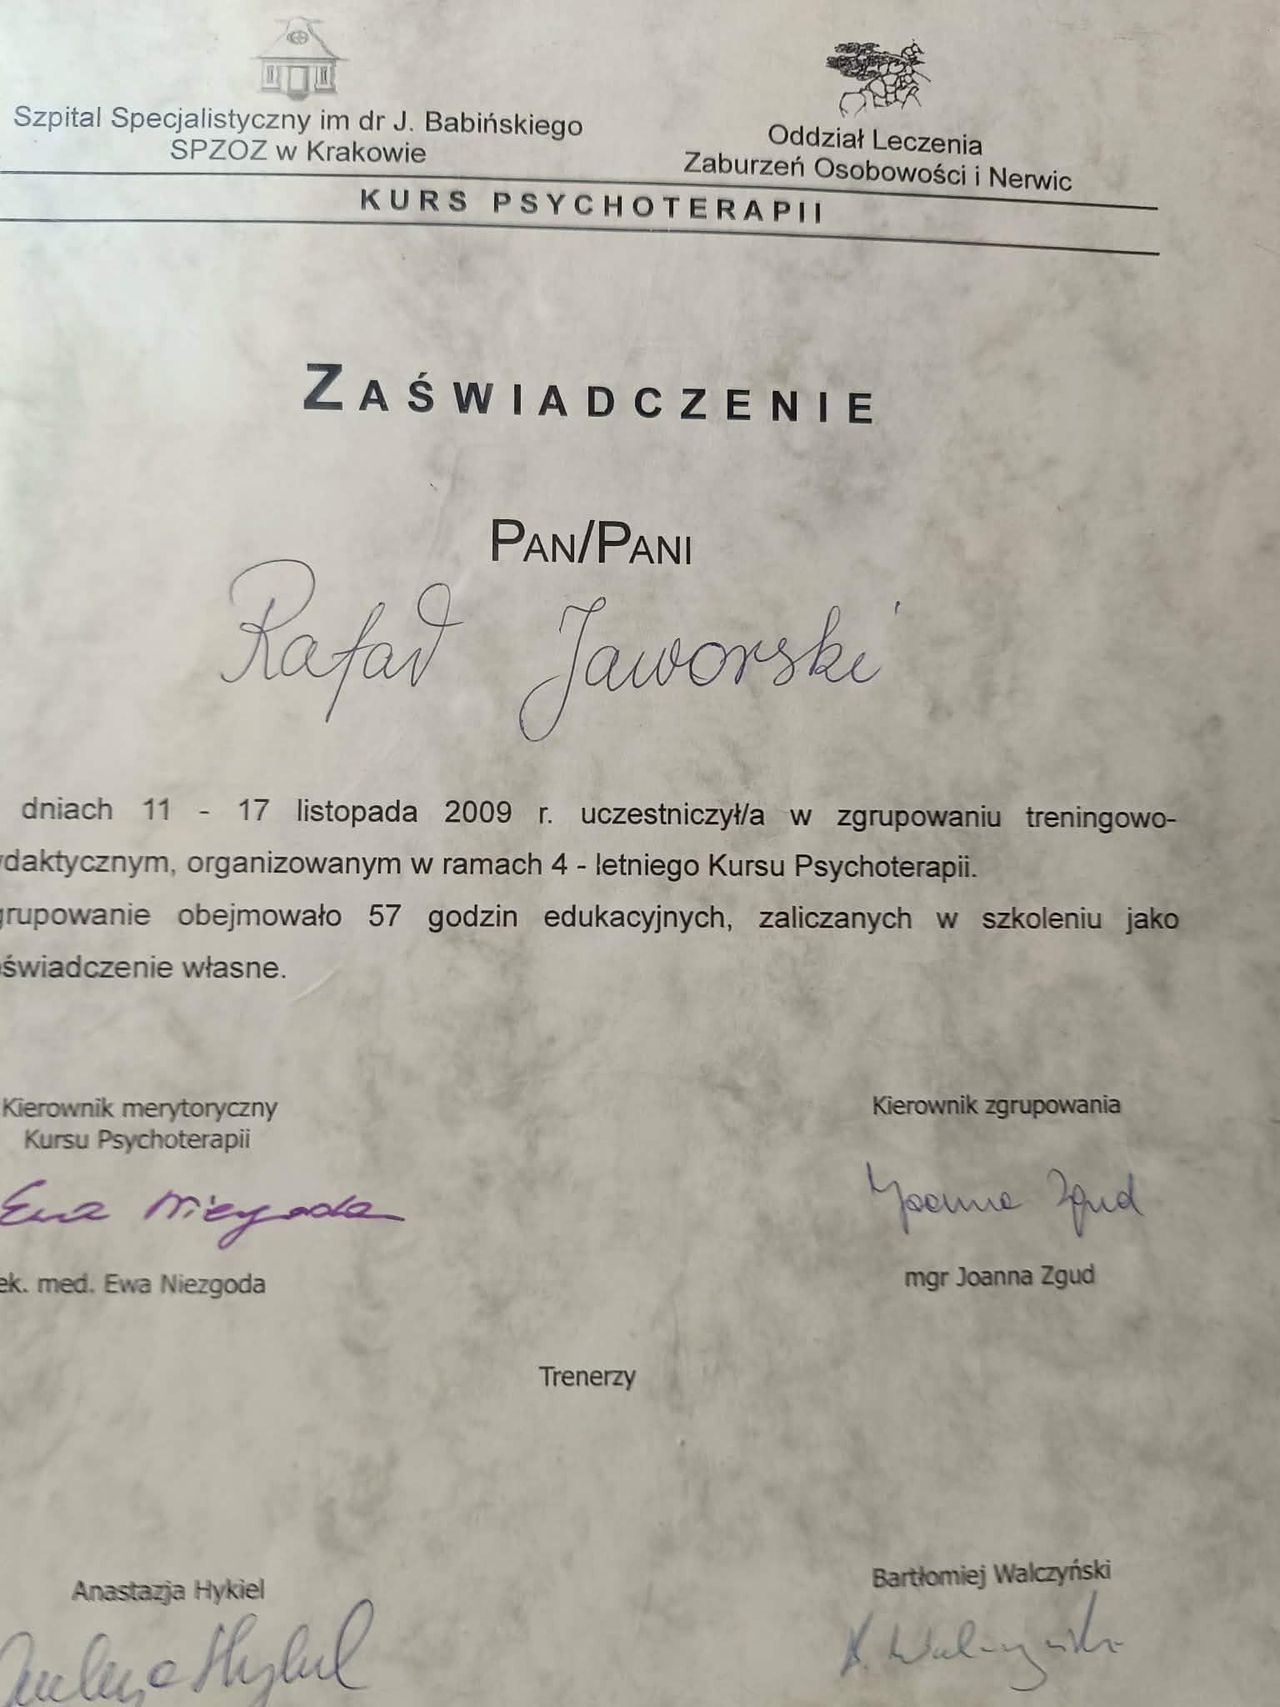 Szpital Specjalistyczny im dr J. Babińskiego
SPZOZ w Krakowie
Oddział Leczenia
Zaburzeń Osobowości i Nerwic
KURS PSYCHOTERAPII
ZAŚWIADCZENIE
PAN/PANI
Rafał Jaworski
dniach 11 - 17 listopada 2009 r. uczestniczył/a w zgrupowaniu treningowo-
daktycznym, organizowanym w ramach 4 - letniego Kursu Psychoterapii.
grupowanie obejmowało 57 godzin edukacyjnych, zaliczanych w szkoleniu jako
świadczenie własne.
Kierownik merytoryczny
Kursu Psychoterapii
Ewa Niezgoda
ek. med. Ewa Niezgoda
Kierownik zgrupowania
Joanna Zgud
mgr Joanna Zgud
Trenerzy
Anastazja Hykiel
Hykiel
Bartłomiej Walczyński
B. Walczyński